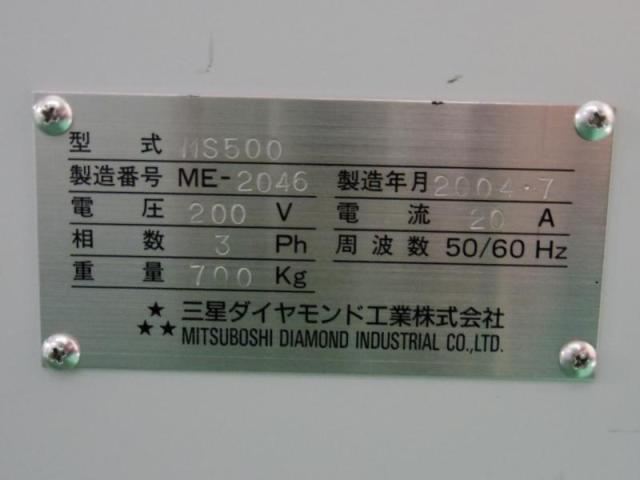 型 式 MS500
製造番号 ME-2046 製造年月 2004・7
電 圧 200 V 電 流 20 A
相 数 3 Ph 周波数 50/60 Hz
重 量 700 Kg
三星ダイヤモンド工業株式会社
MITSUBOSHI DIAMOND INDUSTRIAL CO.,LTD.